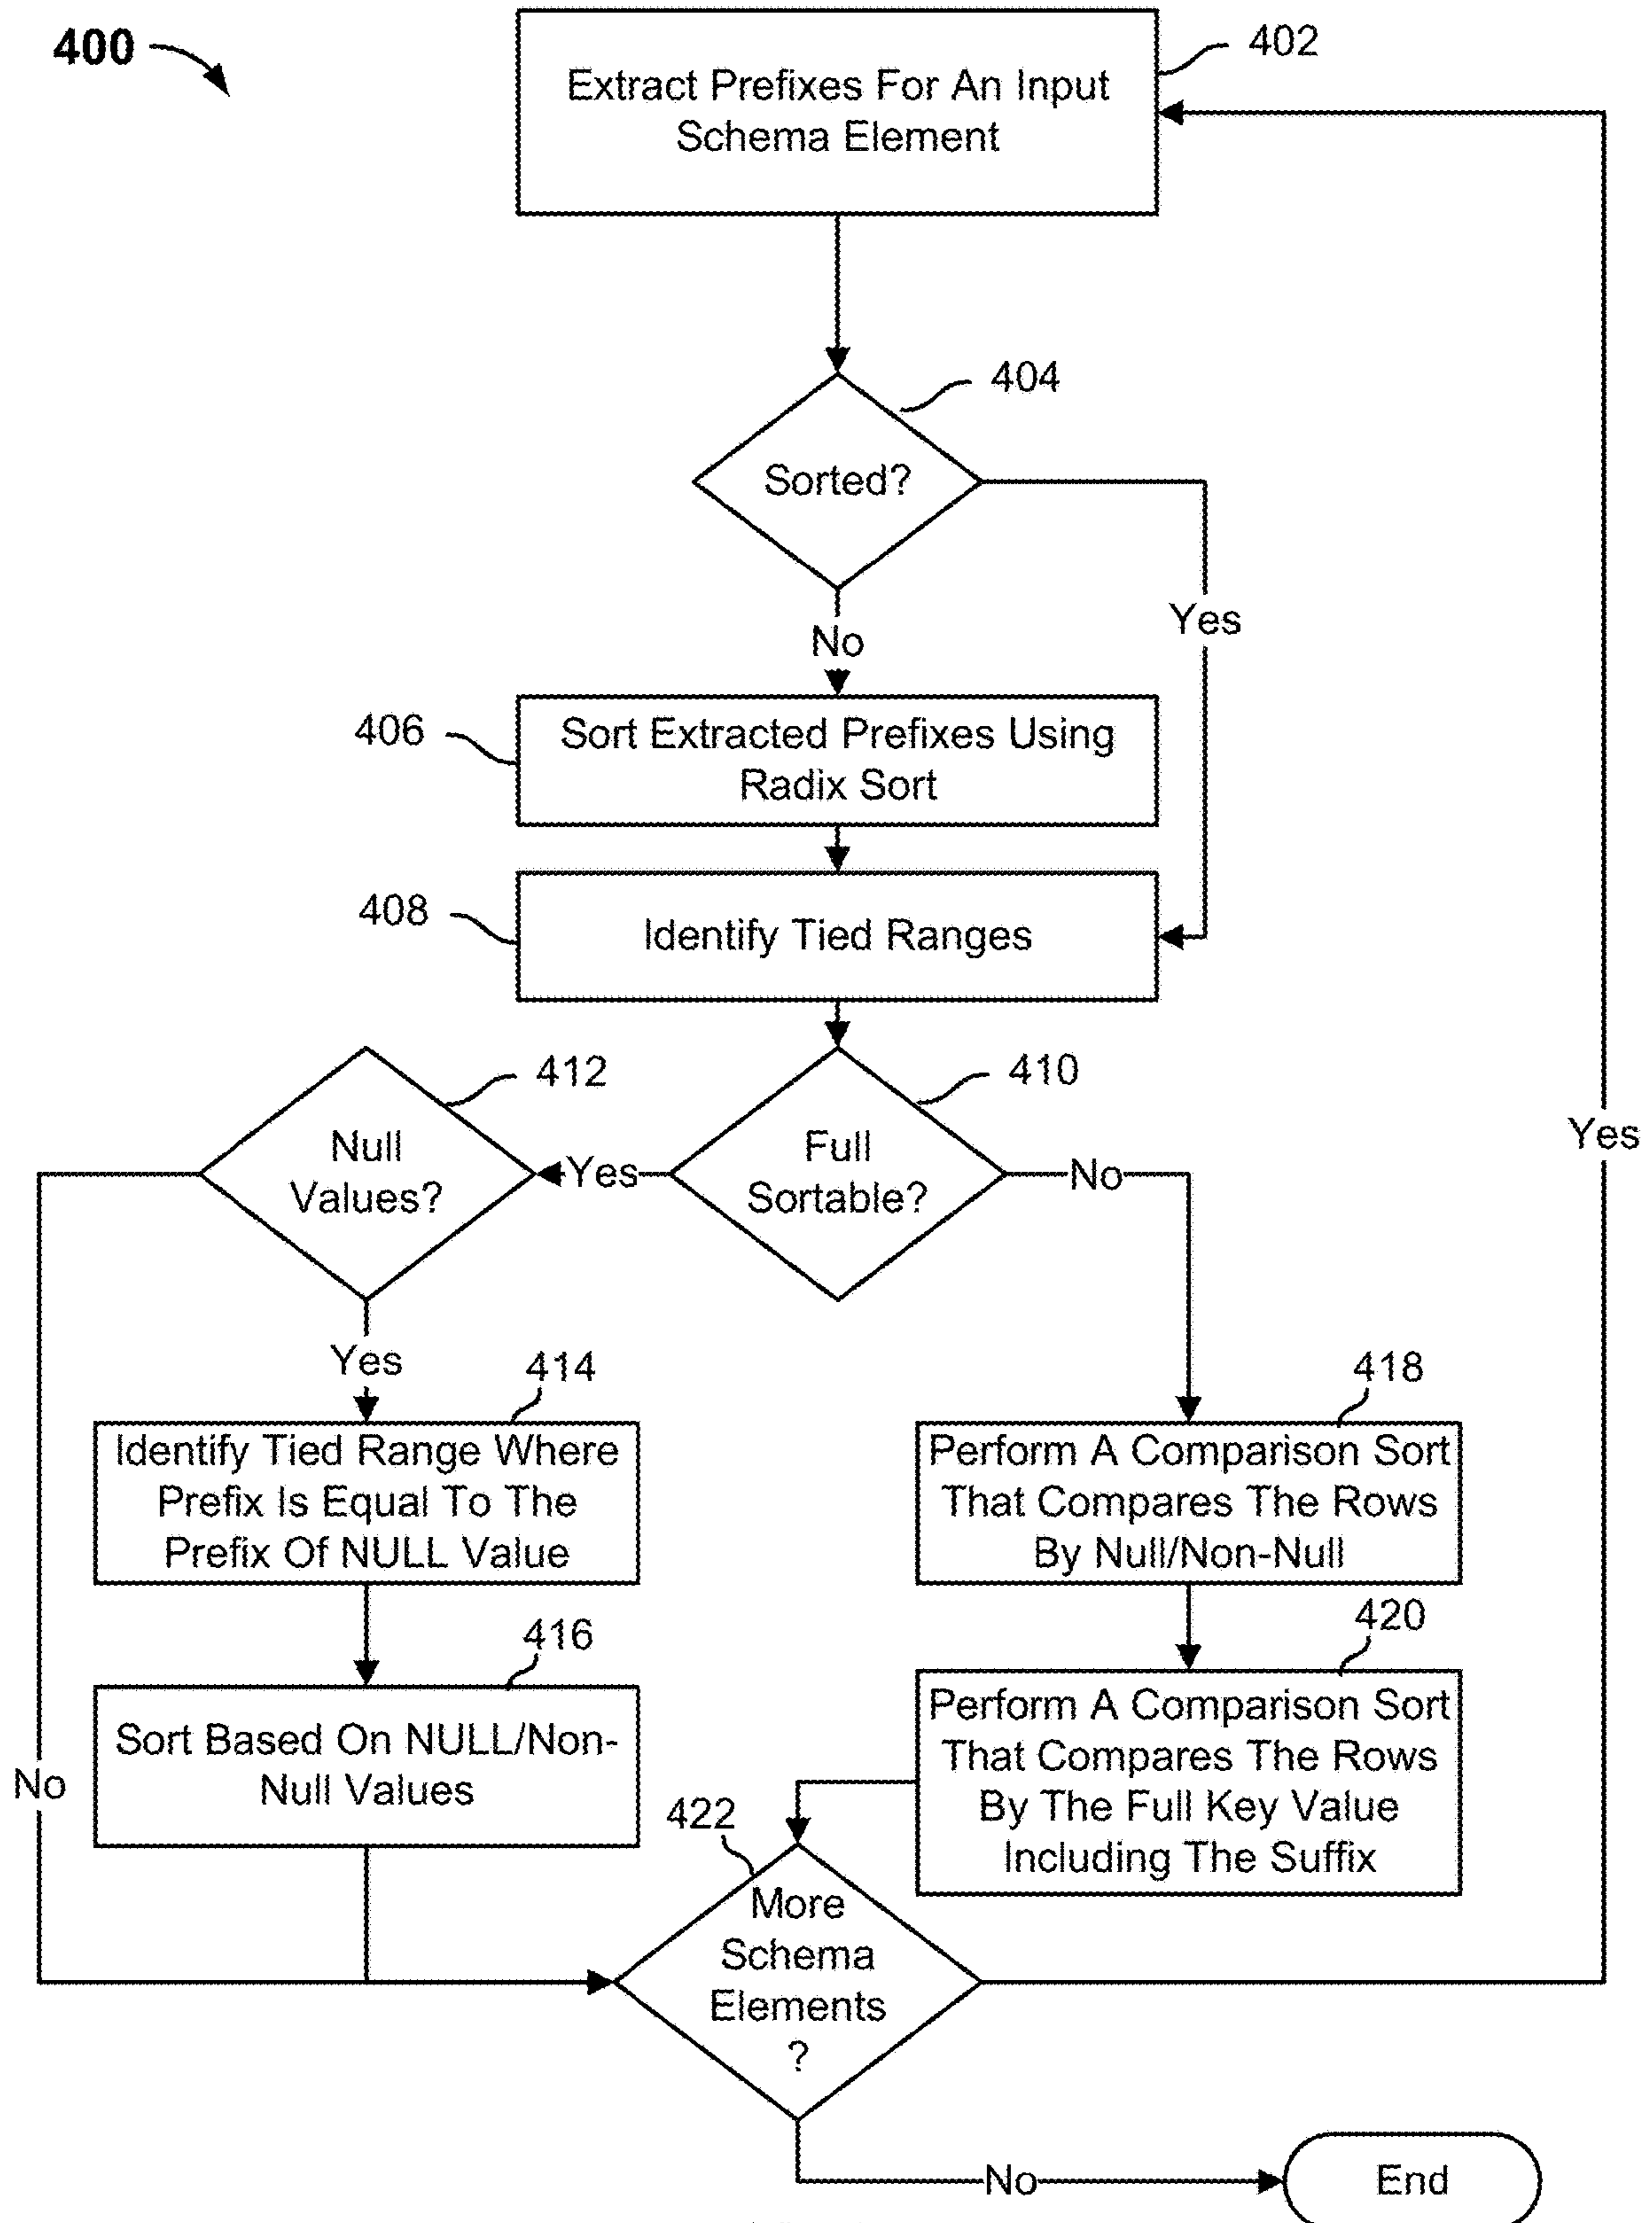 400
402
Extract Prefixes For An Input
Schema Element
404
Sorted?
No
Yes
406
Sort Extracted Prefixes Using
Radix Sort
408
Identify Tied Ranges
412
410
Null
Values?
Yes
Full
Sortable?
No
Yes
Yes
414
418
Identify Tied Range Where
Prefix Is Equal To The
Prefix Of NULL Value
Perform A Comparison Sort
That Compares The Rows
By Null/Non-Null
416
420
Sort Based On NULL/Non-
Null Values
Perform A Comparison Sort
That Compares The Rows
By The Full Key Value
Including The Suffix
No
422
More
Schema
Elements
?
No
End